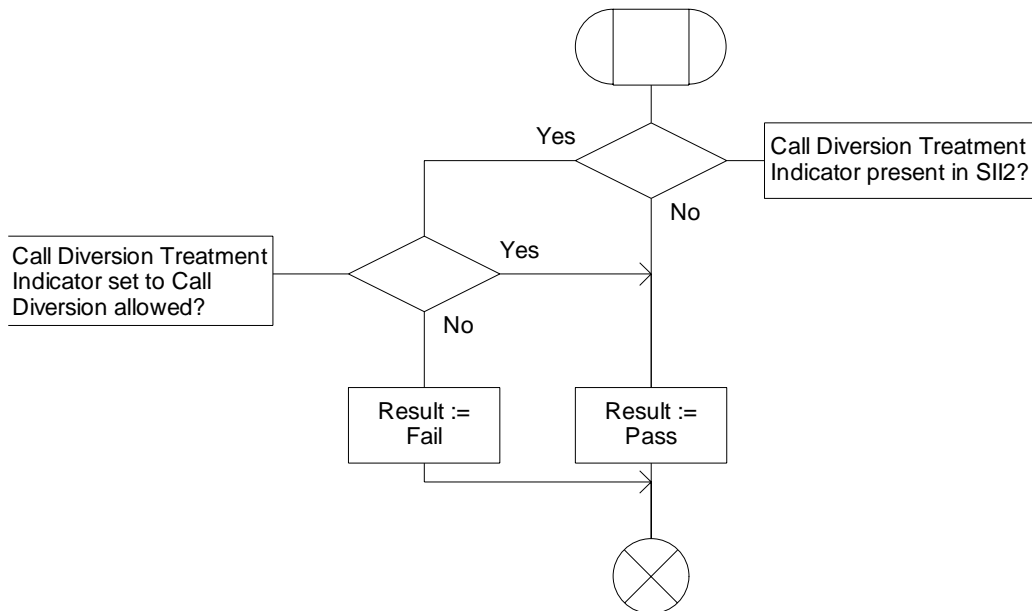 Yes
Call Diversion Treatment
Indicator present in SII2?
No
Call Diversion Treatment
Indicator set to Call
Diversion allowed?
Yes
No
Result :=
Fail
Result :=
Pass